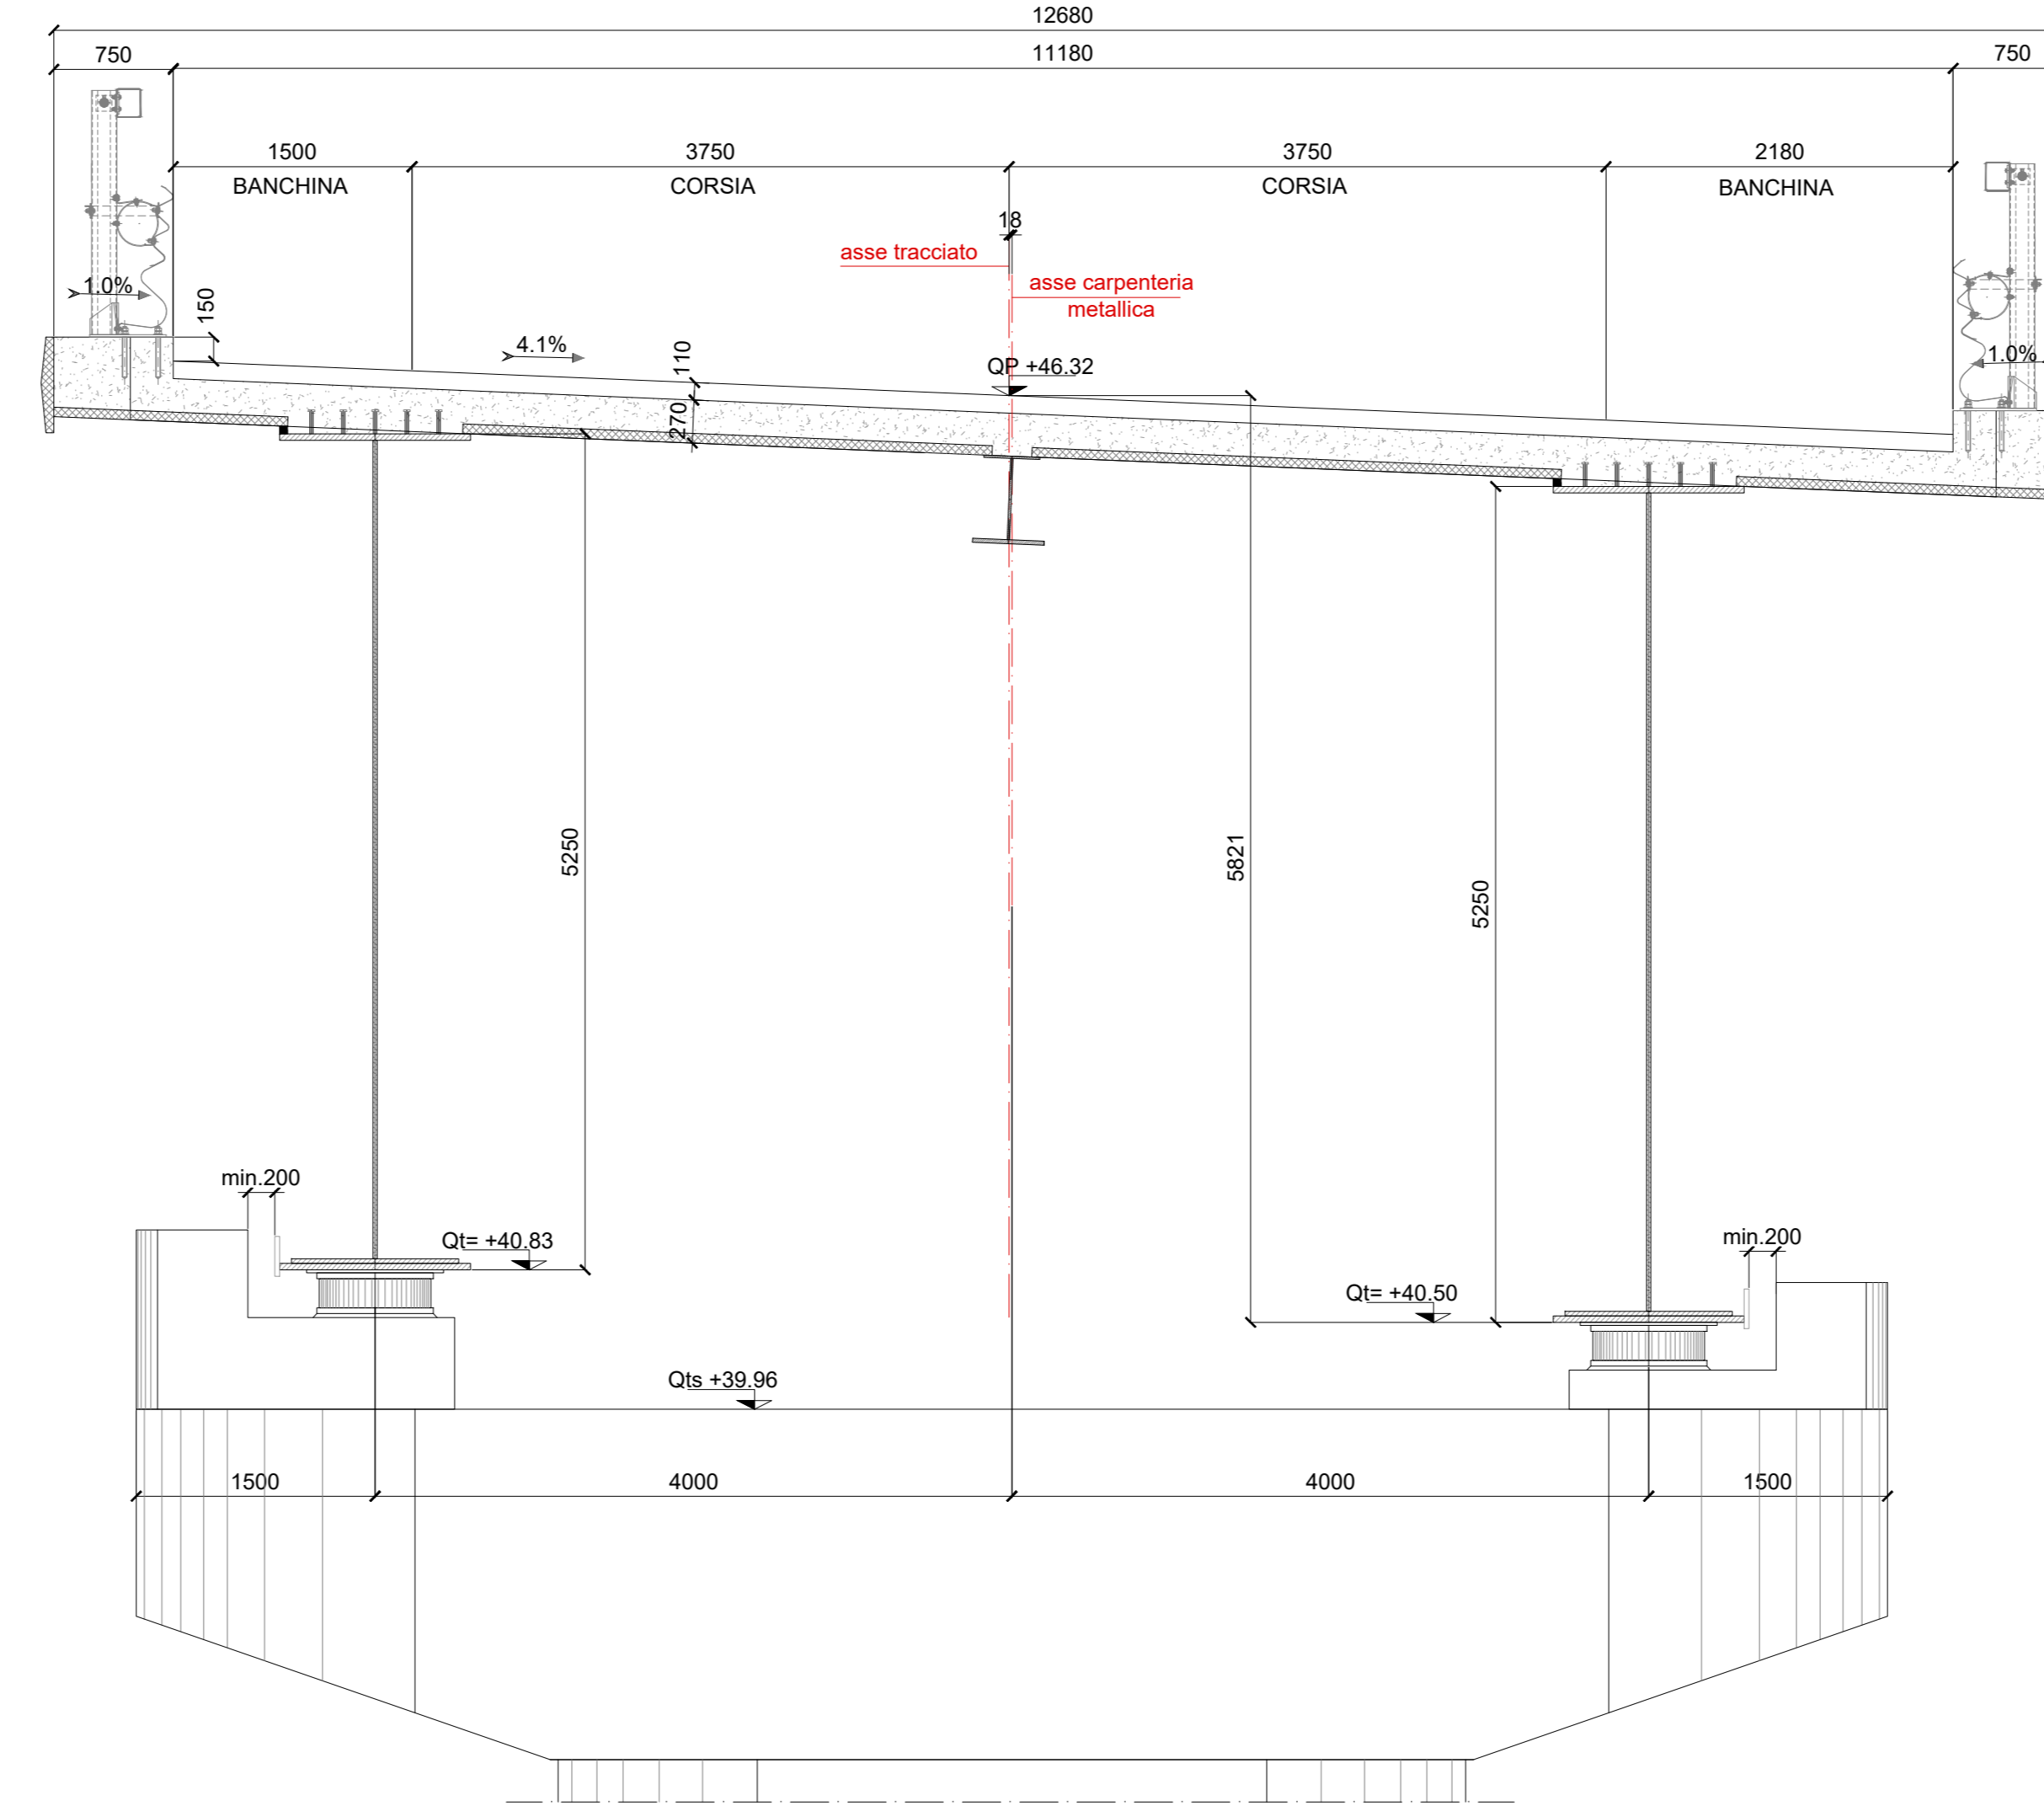 12680
750
11180
750
1500
3750
3750
2180
BANCHINA
CORSIA
CORSIA
BANCHINA
18
asse tracciato
asse carpenteria
metallica
1.0%
150
4.1%
110
QP +46.32
1.0%
270
5250
5821
5250
min.200
Qt= +40.83
min.200
Qt= +40.50
Qts +39.96
1500
4000
4000
1500